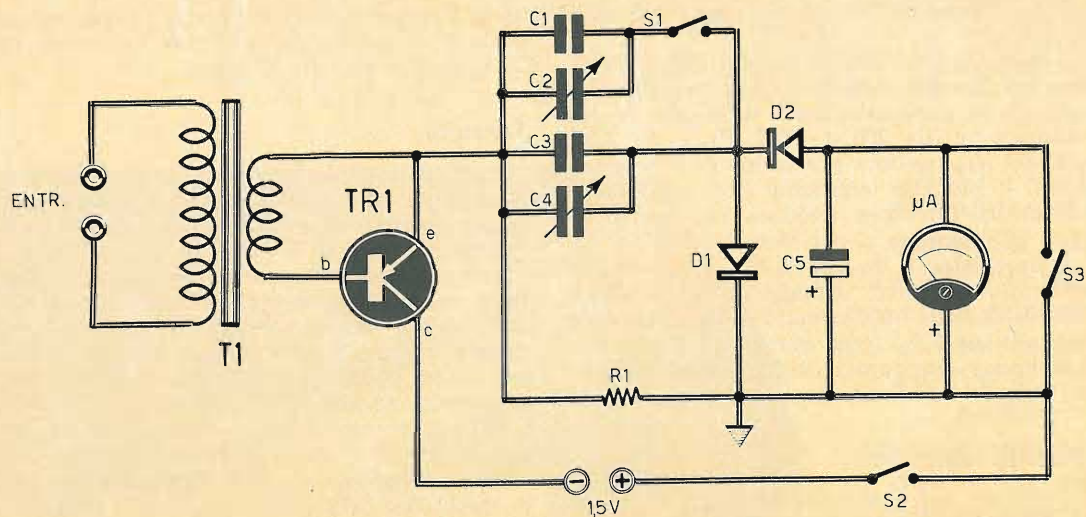 C1
S1
C2
D2
C3
ENTR.
TR1
µA
C4
e
b
D1
C5
S3
+
c
+
T1
R1
− +
1,5V
S2